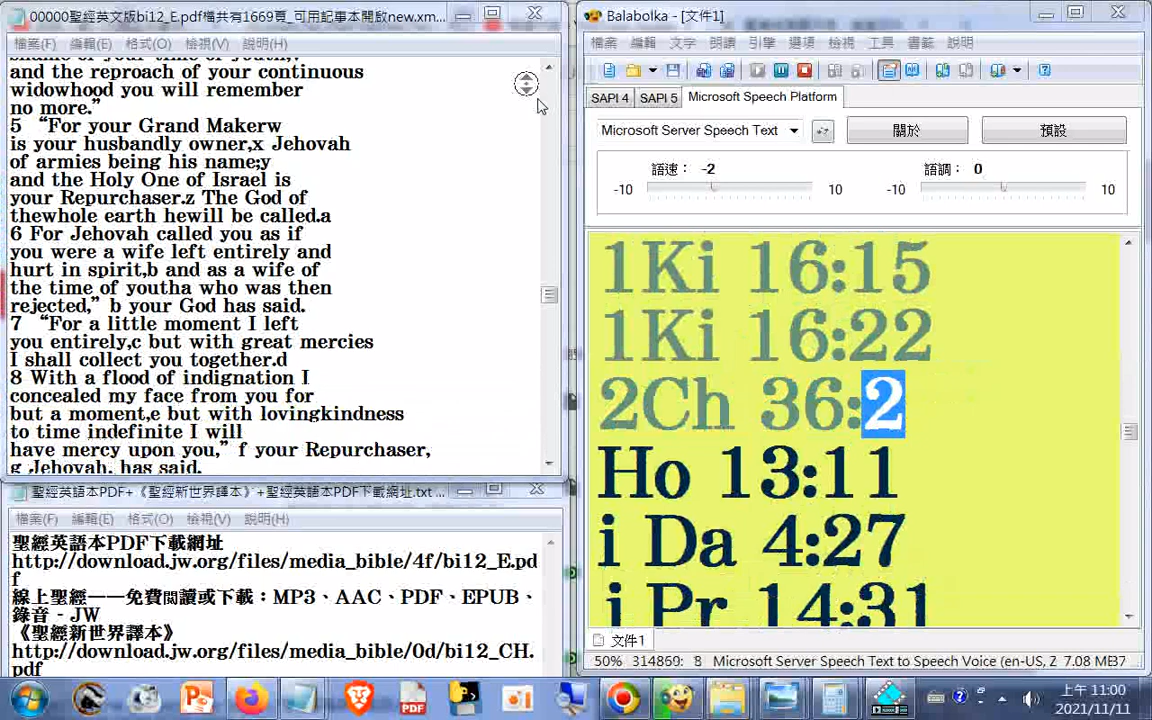 00000聖經英文版bi12_E.pdf檔共有1669頁_可用記事本開啟new.xm...
檔案(F) 編輯(E) 格式(O) 檢視(V) 說明(H)
and the reproach of your continuous
widowhood you will remember
no more.”
5 “For your Grand Makerw
is your husbandly owner,x Jehovah
of armies being his name;y
and the Holy One of Israel is
your Repurchaser.z The God of
thewhole earth hewill be called.a
6 For Jehovah called you as if
you were a wife left entirely and
hurt in spirit,b and as a wife of
the time of youtha who was then
rejected,” b your God has said.
7 “For a little moment I left
you entirely,c but with great mercies
I shall collect you together.d
8 With a flood of indignation I
concealed my face from you for
but a moment,e but with lovingkindness
to time indefinite I will
have mercy upon you,” f your Repurchaser,
g Jehovah, has said.
聖經英語本PDF+《聖經新世界譯本》+聖經英語本PDF下載網址.txt ...
檔案(F) 編輯(E) 格式(O) 檢視(V) 說明(H)
聖經英語本PDF下載網址
http://download.jw.org/files/media_bible/4f/bi12_E.pd
f
線上聖經——免費閱讀或下載：MP3、AAC、PDF、EPUB、
錄音 - JW
《聖經新世界譯本》
http://download.jw.org/files/media_bible/0d/bi12_CH.
pdf
Balabolka - [文件1]
檔案 編輯 文字 朗讀 引擎 選項 檢視 工具 書籤 說明
SAPI 4 SAPI 5 Microsoft Speech Platform
Microsoft Server Speech Text 關於 預設
語速： -2 語調： 0
-10 10 -10 10
1Ki 16:15
1Ki 16:22
2Ch 36:2
Ho 13:11
i Da 4:27
j Pr 14:31
文件1
50% 314869: 8 Microsoft Server Speech Text to Speech Voice (en-US, Z 7.08 MB37
上午 11:00
2021/11/11